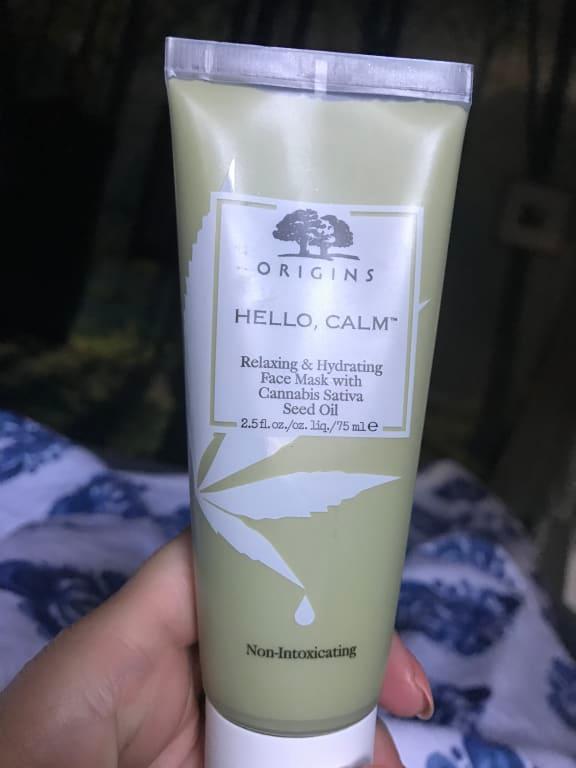 ORIGINS
HELLO, CALM™
Relaxing & Hydrating
Face Mask with
Cannabis Sativa
Seed Oil
2.5 fl.oz./oz. liq./75 ml ℮
Non-Intoxicating